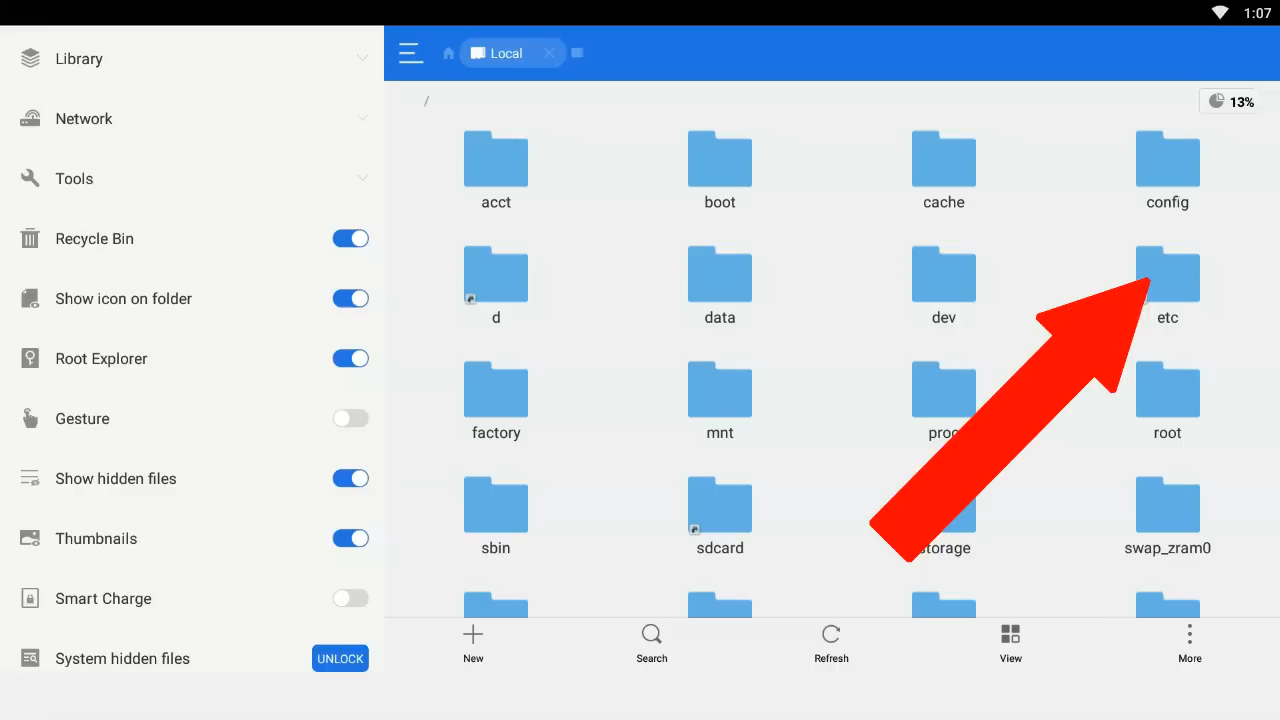 1:07
Library
Network
Tools
Recycle Bin
Show icon on folder
Root Explorer
Gesture
Show hidden files
Thumbnails
Smart Charge
System hidden files
UNLOCK
Local
/
13%
acct
boot
cache
config
d
data
dev
etc
factory
mnt
root
sbin
sdcard
swap_zram0
New
Search
Refresh
View
More